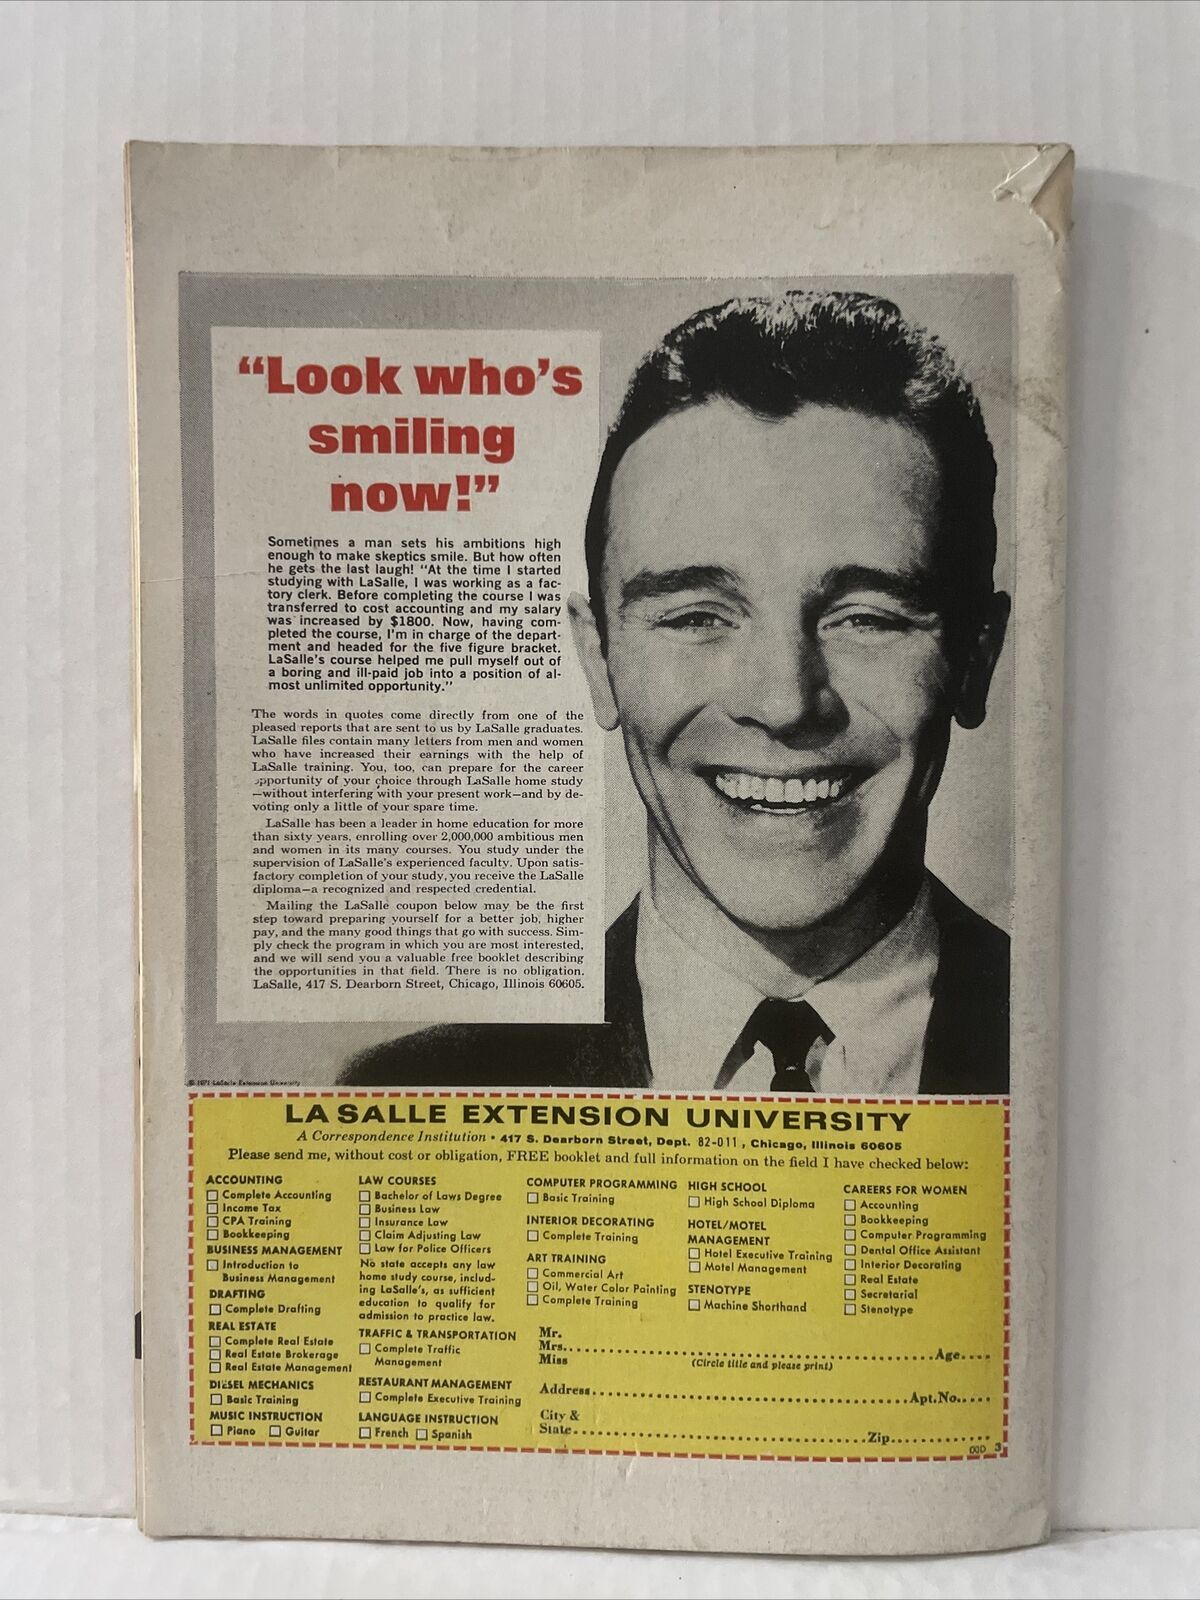 “Look who’s
smiling
now!”
Sometimes a man sets his ambitions high
enough to make skeptics smile. But how often
he gets the last laugh! “At the time I started
studying with LaSalle, I was working as a fac-
tory clerk. Before completing the course I was
transferred to cost accounting and my salary
was increased by $1800. Now, having com-
pleted the course, I’m in charge of the depart-
ment and headed for the five figure bracket.
LaSalle’s course helped me pull myself out of
a boring and ill-paid job into a position of al-
most unlimited opportunity.”
The words in quotes come directly from one of the
pleased reports that are sent to us by LaSalle graduates.
LaSalle files contain many letters from men and women
who have increased their earnings with the help of
LaSalle training. You, too, can prepare for the career
opportunity of your choice through LaSalle home study
—without interfering with your present work—and by de-
voting only a little of your spare time.
LaSalle has been a leader in home education for more
than sixty years, enrolling over 2,000,000 ambitious men
and women in its many courses. You study under the
supervision of LaSalle’s experienced faculty. Upon satis-
factory completion of your study, you receive the LaSalle
diploma—a recognized and respected credential.
Mailing the LaSalle coupon below may be the first
step toward preparing yourself for a better job, higher
pay, and the many good things that go with success. Sim-
ply check the program in which you are most interested,
and we will send you a valuable free booklet describing
the opportunities in that field. There is no obligation.
LaSalle, 417 S. Dearborn Street, Chicago, Illinois 60605.
© 1971 LaSalle Extension University
LA SALLE EXTENSION UNIVERSITY
A Correspondence Institution • 417 S. Dearborn Street, Dept. 82-011, Chicago, Illinois 60605
Please send me, without cost or obligation, FREE booklet and full information on the field I have checked below:
ACCOUNTING
Complete Accounting
Income Tax
CPA Training
Bookkeeping
BUSINESS MANAGEMENT
Introduction to
Business Management
DRAFTING
Complete Drafting
REAL ESTATE
Complete Real Estate
Real Estate Brokerage
Real Estate Management
DIESEL MECHANICS
Basic Training
MUSIC INSTRUCTION
Piano Guitar
LAW COURSES
Bachelor of Laws Degree
Business Law
Insurance Law
Claim Adjusting Law
Law for Police Officers
No state accepts any law
home study course, includ-
ing LaSalle’s, as sufficient
education to qualify for
admission to practice law.
TRAFFIC & TRANSPORTATION
Complete Traffic
Management
RESTAURANT MANAGEMENT
Complete Executive Training
LANGUAGE INSTRUCTION
French Spanish
COMPUTER PROGRAMMING
Basic Training
INTERIOR DECORATING
Complete Training
ART TRAINING
Commercial Art
Oil, Water Color Painting
Complete Training
HIGH SCHOOL
High School Diploma
HOTEL/MOTEL
MANAGEMENT
Hotel Executive Training
Motel Management
STENOTYPE
Machine Shorthand
CAREERS FOR WOMEN
Accounting
Bookkeeping
Computer Programming
Dental Office Assistant
Interior Decorating
Real Estate
Secretarial
Stenotype
Mr.
Mrs. Age
Miss (Circle title and please print)
Address Apt.No.
City &
State Zip
3